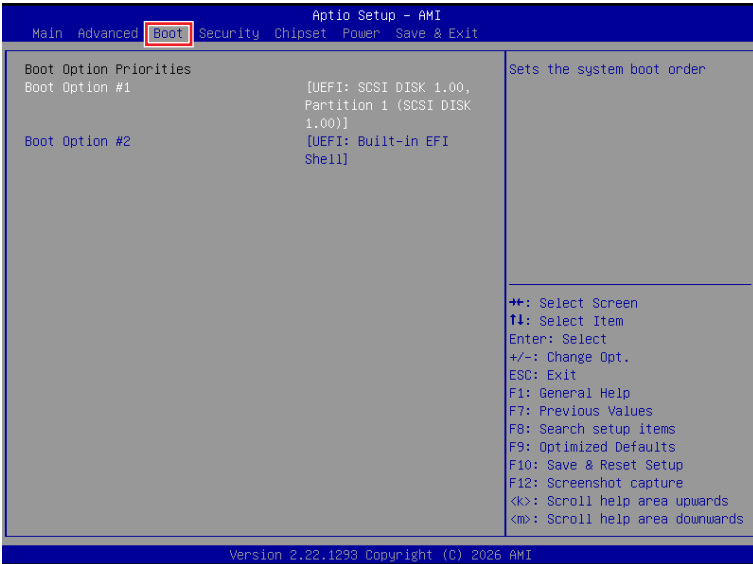 Aptio Setup – AMI
Main Advanced Boot Security Chipset Power Save & Exit
Boot Option Priorities
Boot Option #1 [UEFI: SCSI DISK 1.00,
Partition 1 (SCSI DISK
1.00)]
Boot Option #2 [UEFI: Built-in EFI
Shell]
Sets the system boot order
→←: Select Screen
↑↓: Select Item
Enter: Select
+/-: Change Opt.
ESC: Exit
F1: General Help
F7: Previous Values
F8: Search setup items
F9: Optimized Defaults
F10: Save & Reset Setup
F12: Screenshot capture
<k>: Scroll help area upwards
<m>: Scroll help area downwards
Version 2.22.1293 Copyright (C) 2026 AMI